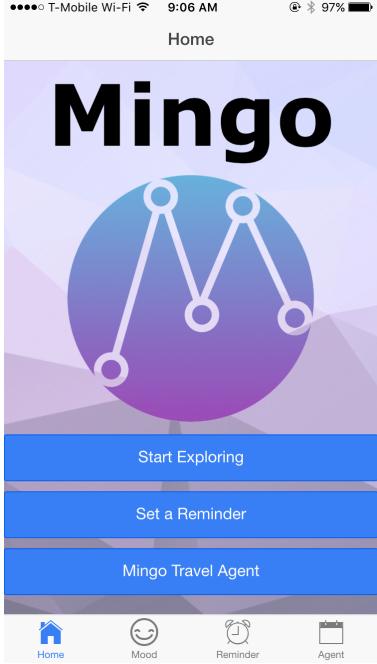 T-Mobile Wi-Fi 9:06 AM 97%
Home
Mingo
Start Exploring
Set a Reminder
Mingo Travel Agent
Home Mood Reminder Agent